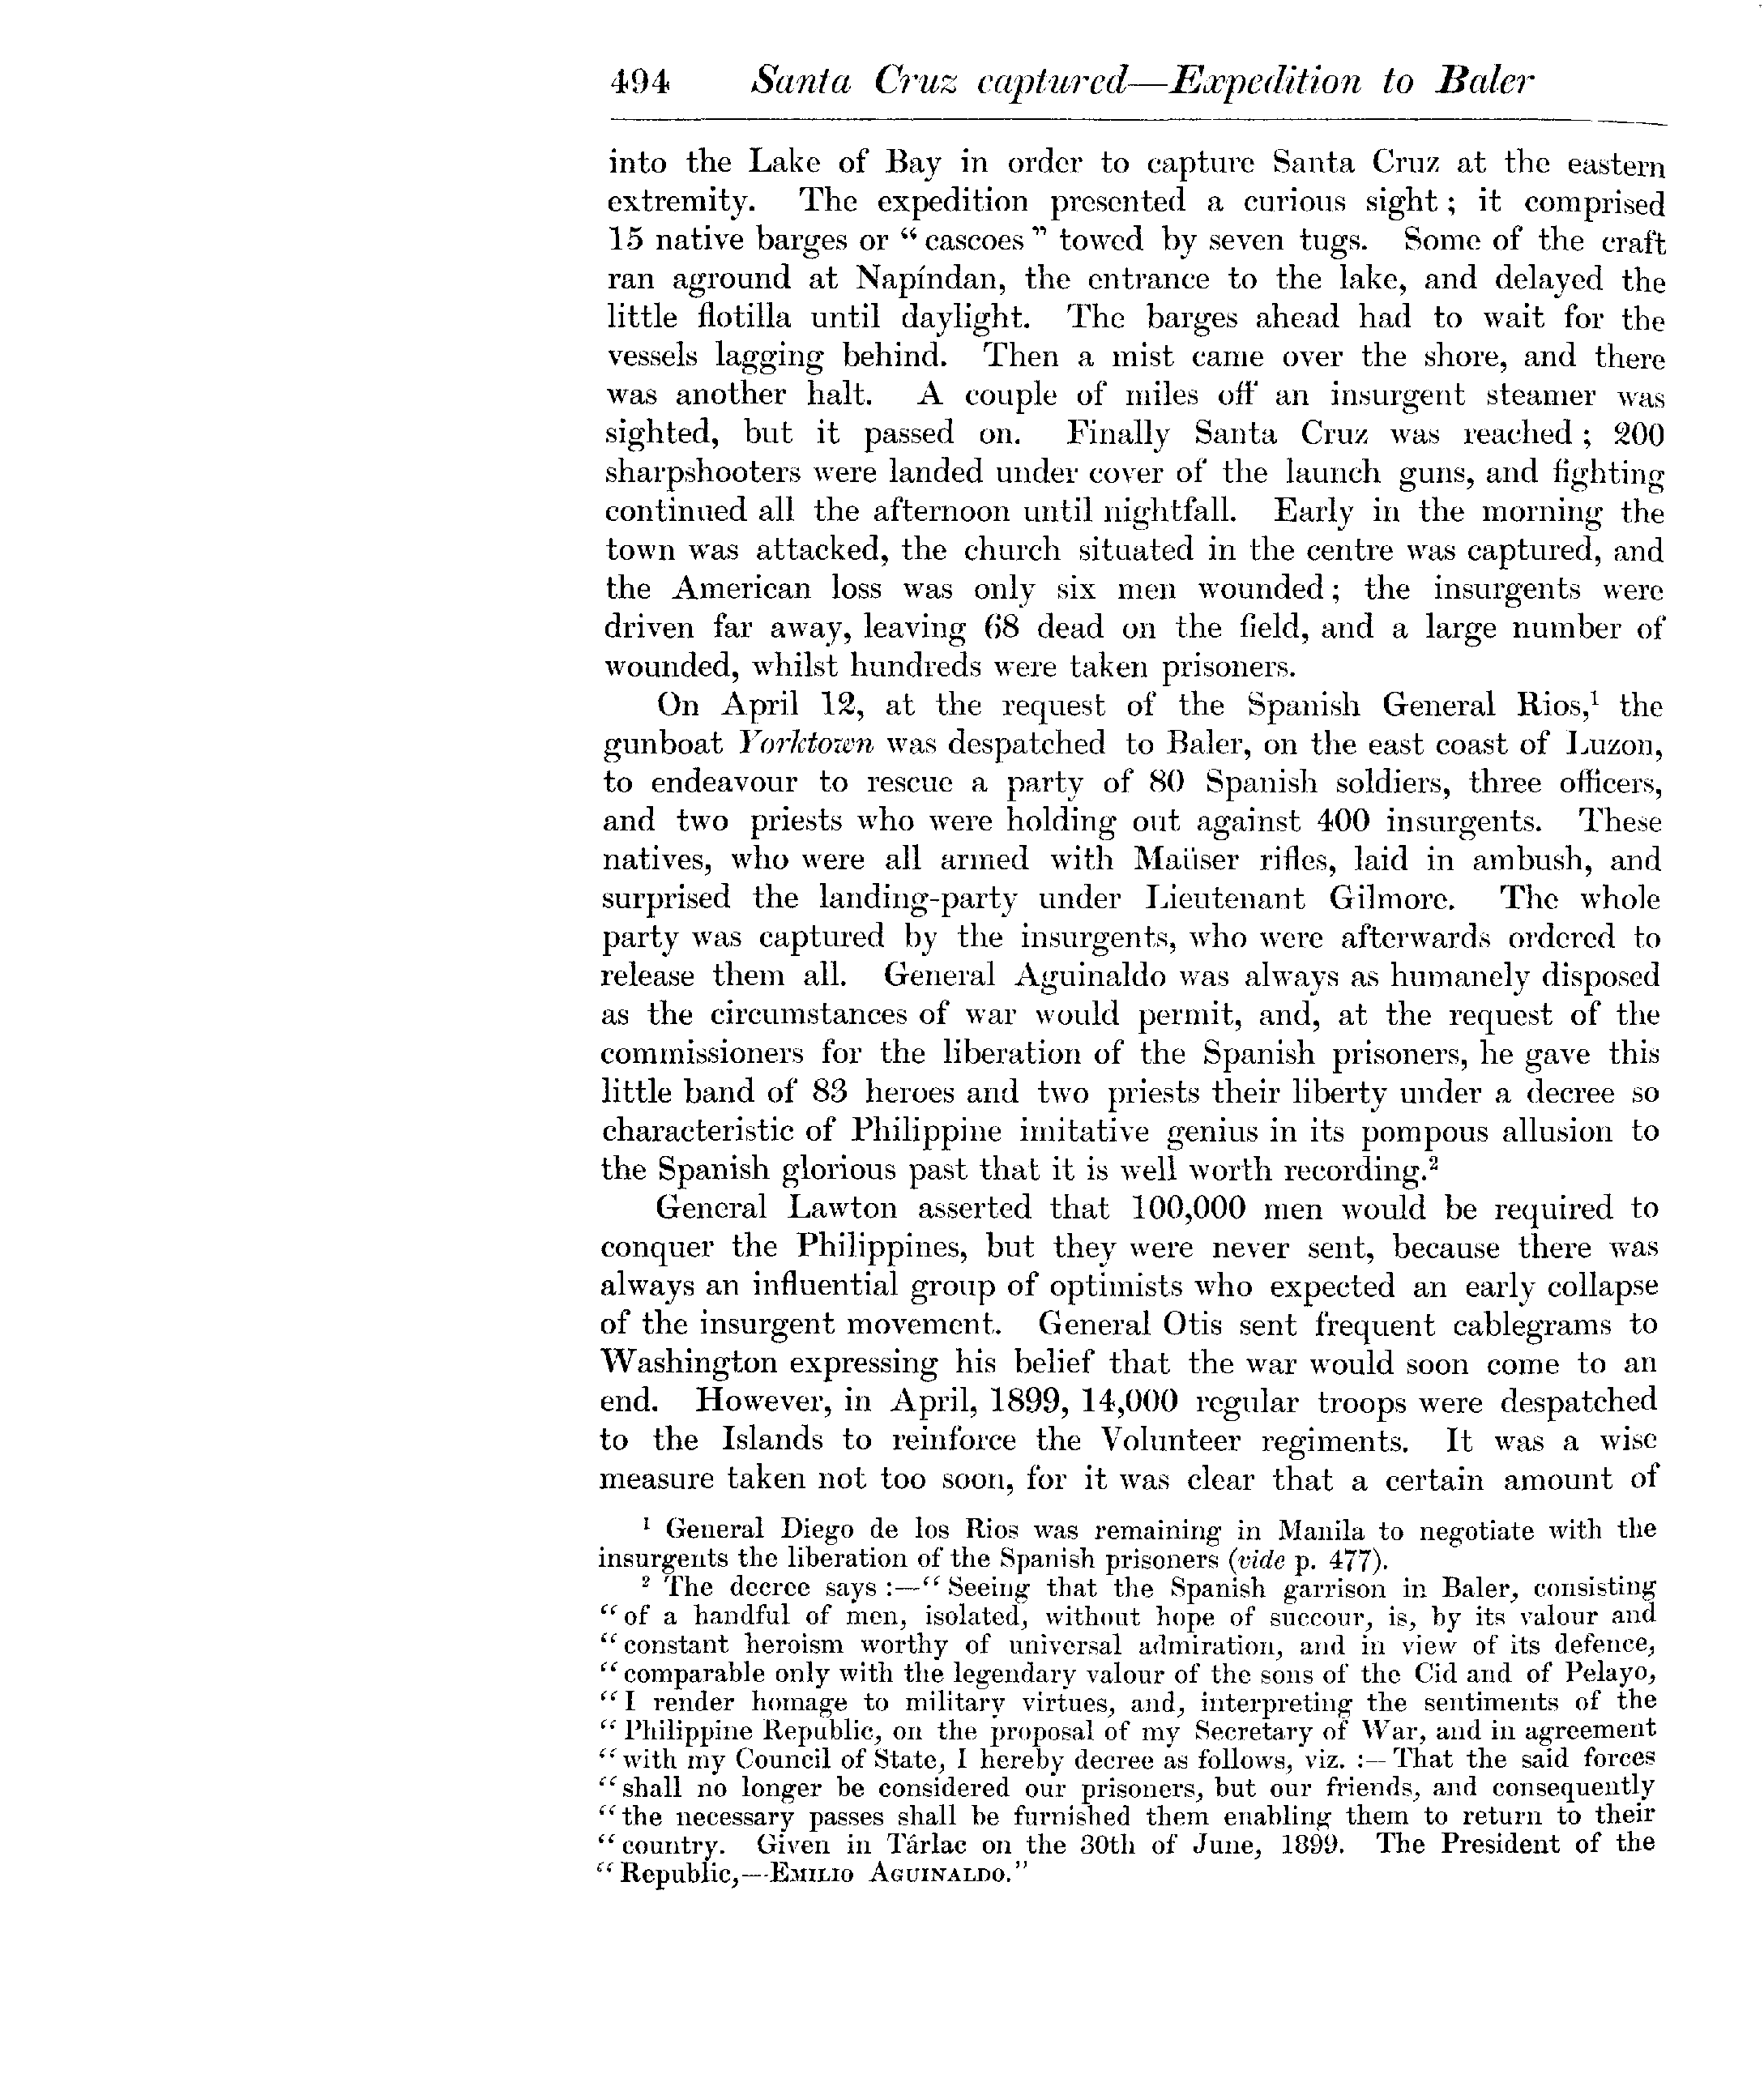 494 Santa Cruz captured—Expedition to Baler
into the Lake of Bay in order to capture Santa Cruz at the eastern
extremity. The expedition presented a curious sight; it comprised
15 native barges or “cascoes” towed by seven tugs. Some of the craft
ran aground at Napíndan, the entrance to the lake, and delayed the
little flotilla until daylight. The barges ahead had to wait for the
vessels lagging behind. Then a mist came over the shore, and there
was another halt. A couple of miles off an insurgent steamer was
sighted, but it passed on. Finally Santa Cruz was reached; 200
sharpshooters were landed under cover of the launch guns, and fighting
continued all the afternoon until nightfall. Early in the morning the
town was attacked, the church situated in the centre was captured, and
the American loss was only six men wounded; the insurgents were
driven far away, leaving 68 dead on the field, and a large number of
wounded, whilst hundreds were taken prisoners.
On April 12, at the request of the Spanish General Rios,¹ the
gunboat Yorktown was despatched to Baler, on the east coast of Luzon,
to endeavour to rescue a party of 80 Spanish soldiers, three officers,
and two priests who were holding out against 400 insurgents. These
natives, who were all armed with Maüser rifles, laid in ambush, and
surprised the landing-party under Lieutenant Gilmore. The whole
party was captured by the insurgents, who were afterwards ordered to
release them all. General Aguinaldo was always as humanely disposed
as the circumstances of war would permit, and, at the request of the
commissioners for the liberation of the Spanish prisoners, he gave this
little band of 83 heroes and two priests their liberty under a decree so
characteristic of Philippine imitative genius in its pompous allusion to
the Spanish glorious past that it is well worth recording.²
General Lawton asserted that 100,000 men would be required to
conquer the Philippines, but they were never sent, because there was
always an influential group of optimists who expected an early collapse
of the insurgent movement. General Otis sent frequent cablegrams to
Washington expressing his belief that the war would soon come to an
end. However, in April, 1899, 14,000 regular troops were despatched
to the Islands to reinforce the Volunteer regiments. It was a wise
measure taken not too soon, for it was clear that a certain amount of
¹ General Diego de los Rios was remaining in Manila to negotiate with the
insurgents the liberation of the Spanish prisoners (vide p. 477).
² The decree says:—“Seeing that the Spanish garrison in Baler, consisting
“of a handful of men, isolated, without hope of succour, is, by its valour and
“constant heroism worthy of universal admiration, and in view of its defence,
“comparable only with the legendary valour of the sons of the Cid and of Pelayo,
“I render homage to military virtues, and, interpreting the sentiments of the
“Philippine Republic, on the proposal of my Secretary of War, and in agreement
“with my Council of State, I hereby decree as follows, viz.:—That the said forces
“shall no longer be considered our prisoners, but our friends, and consequently
“the necessary passes shall be furnished them enabling them to return to their
“country. Given in Tárlac on the 30th of June, 1899. The President of the
“Republic,—EMILIO AGUINALDO.”